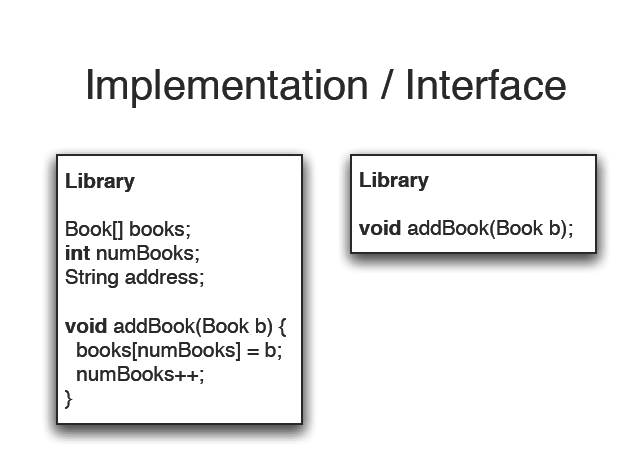 Implementation / Interface
Library
Book[] books;
int numBooks;
String address;
void addBook(Book b) {
books[numBooks] = b;
numBooks++;
}
Library
void addBook(Book b);